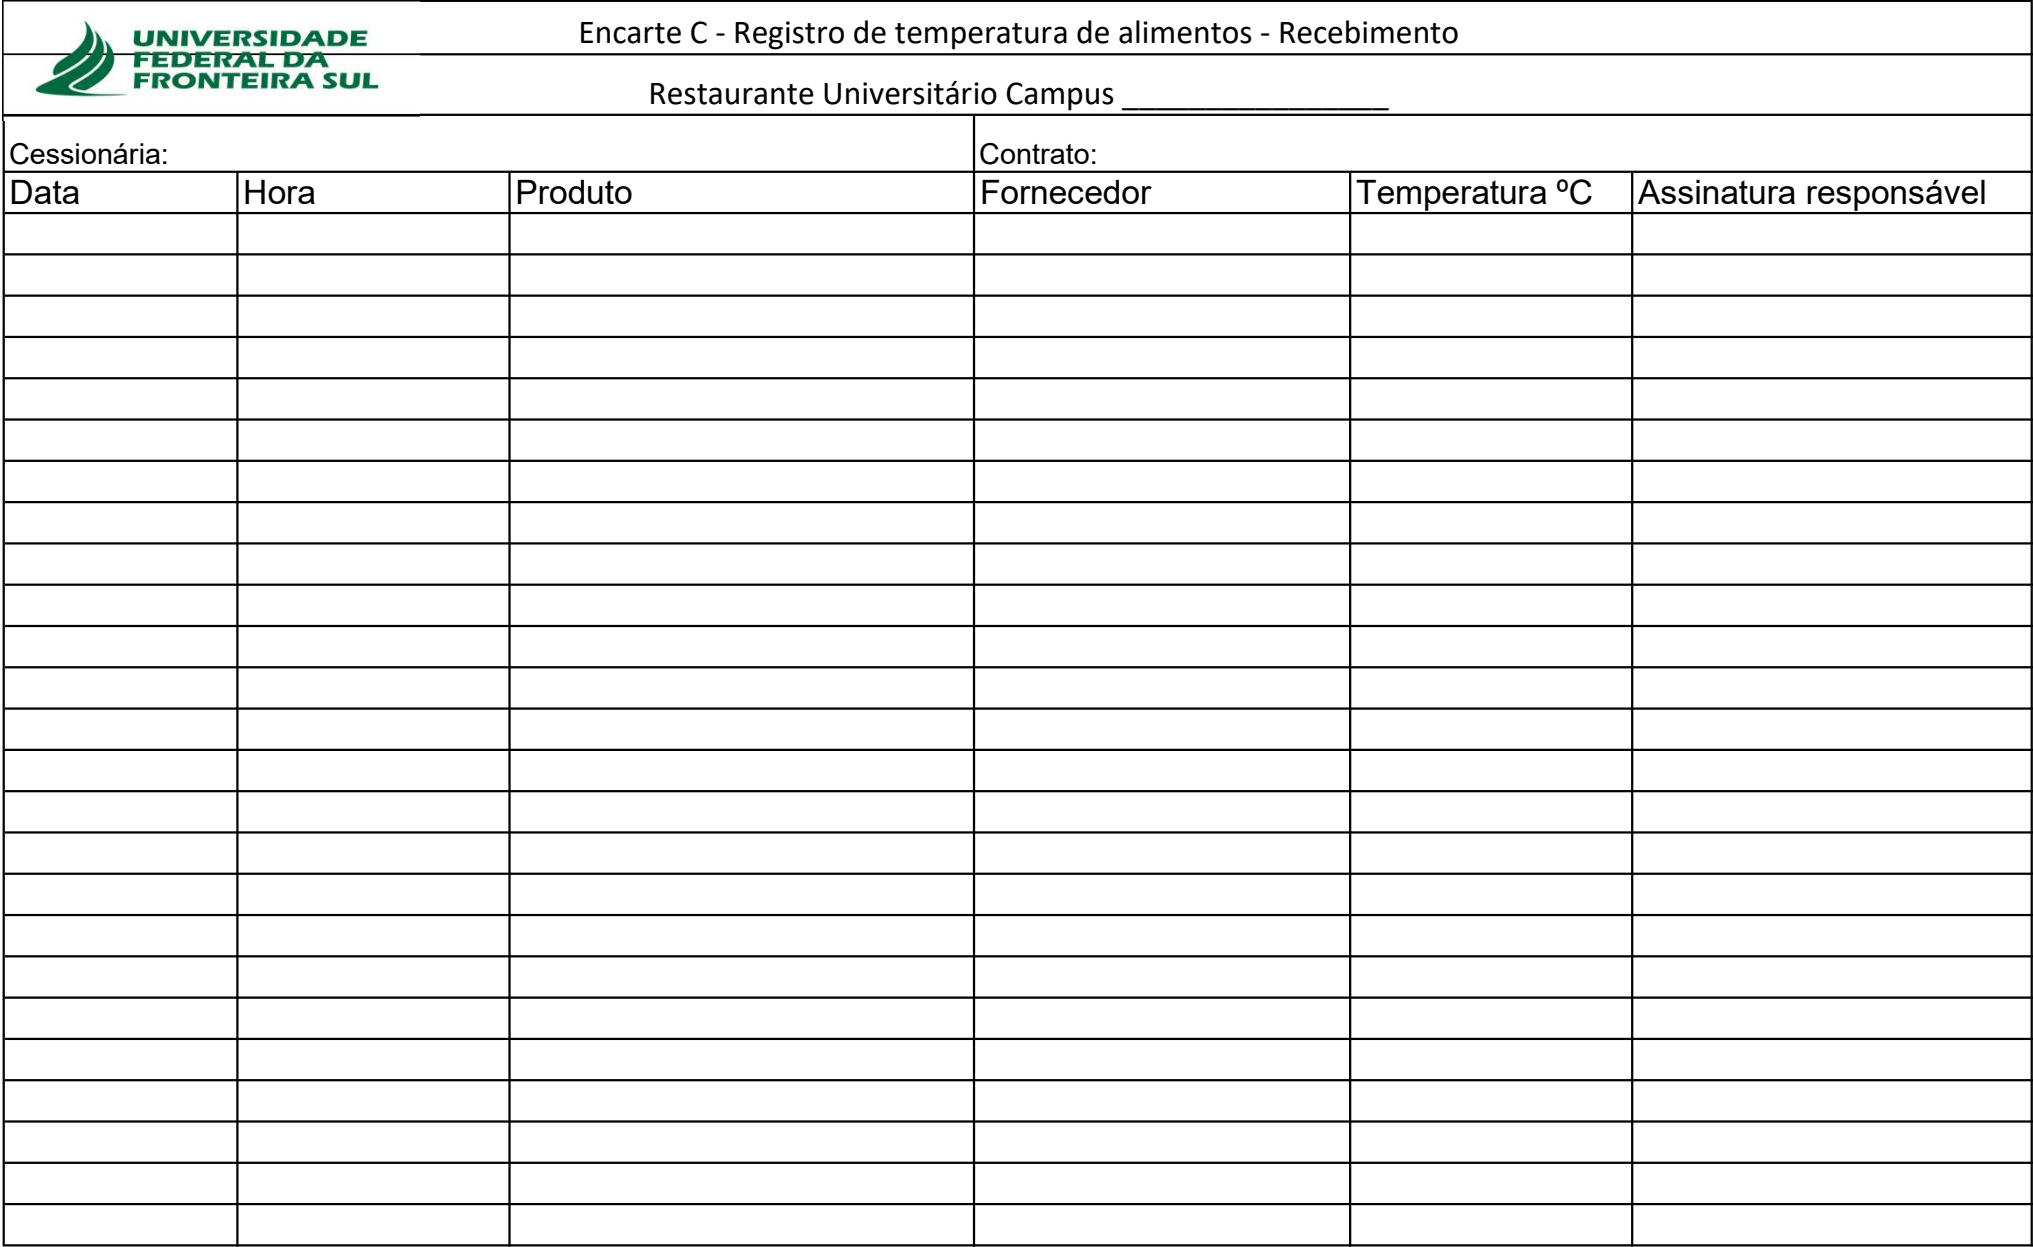 UNIVERSIDADE
FEDERAL DA
FRONTEIRA SUL
Encarte C - Registro de temperatura de alimentos - Recebimento
Restaurante Universitário Campus ________________
Cessionária:
Contrato:
Data
Hora
Produto
Fornecedor
Temperatura ºC
Assinatura responsável